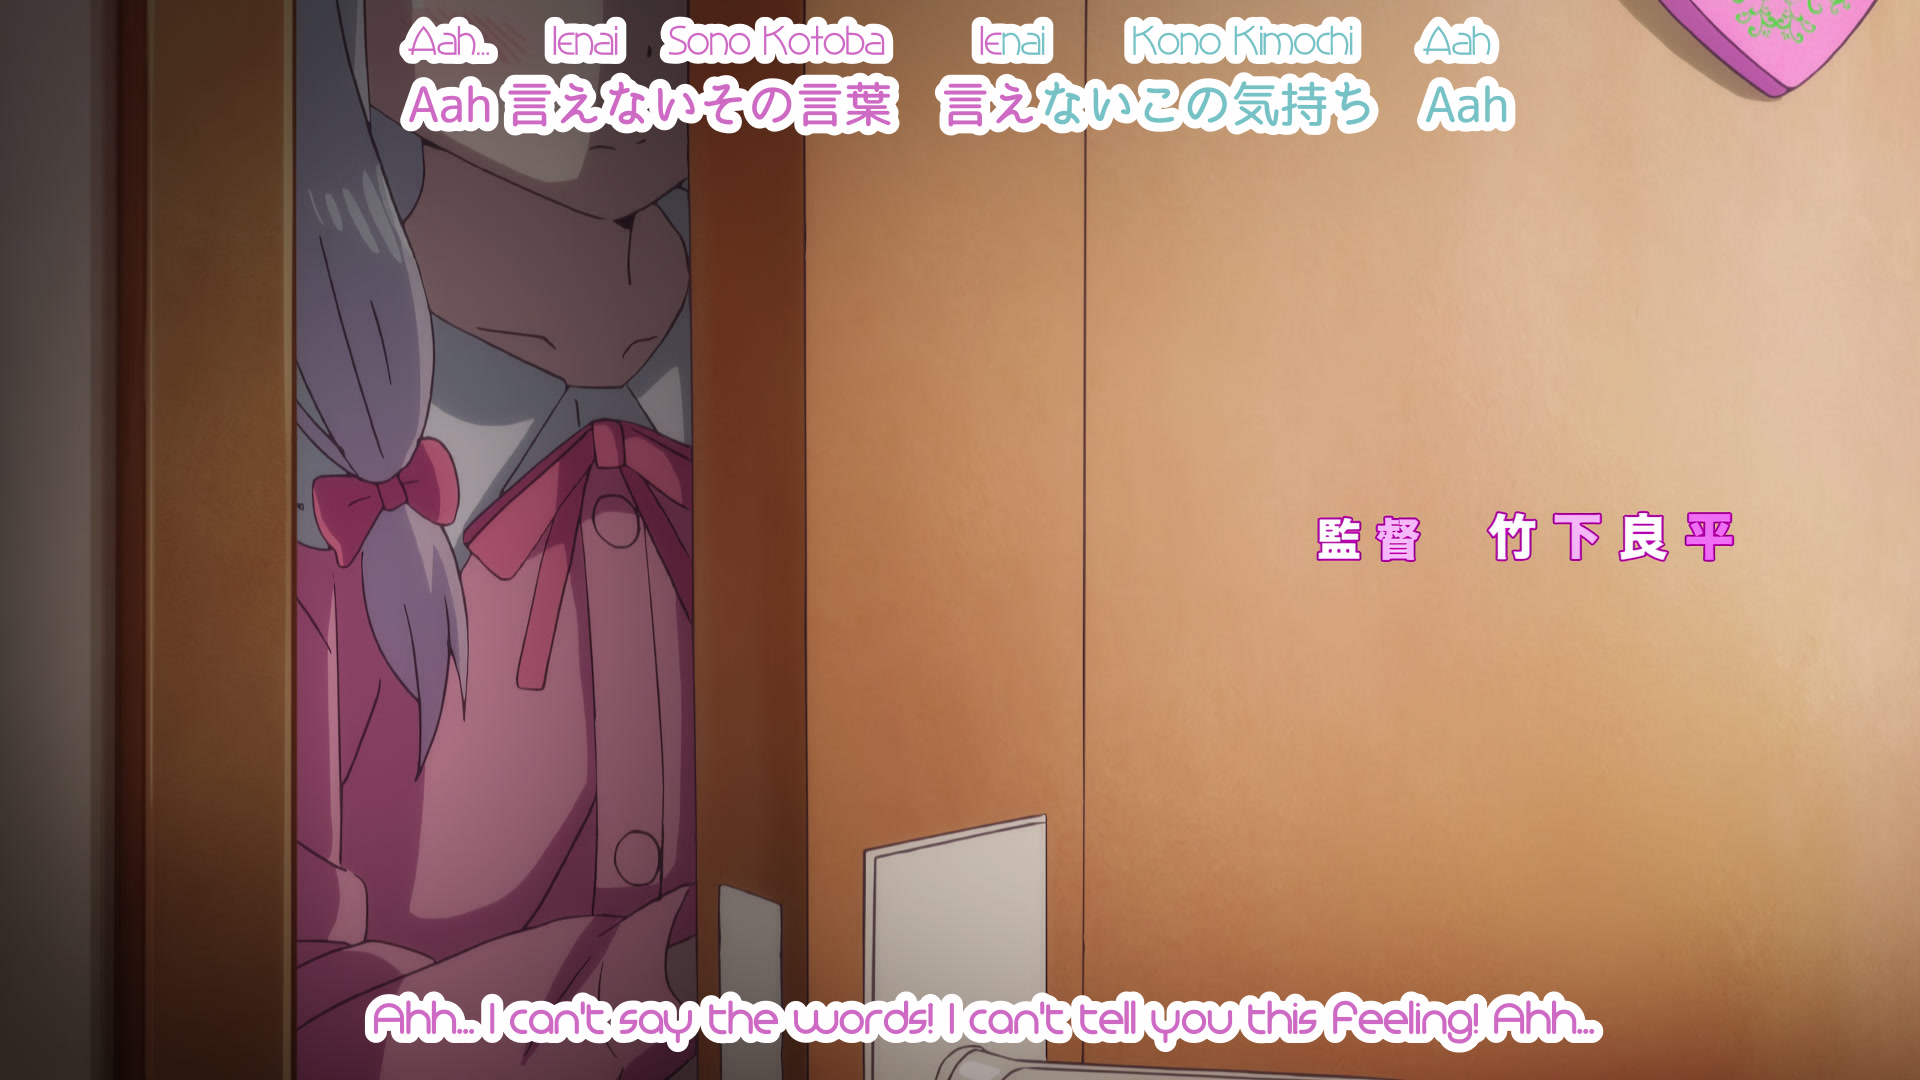 Aah... Ienai Sono Kotoba Ienai Kono Kimochi Aah
Aah 言えないその言葉 言えないこの気持ち Aah
監督 竹下良平
Ahh... I can't say the words! I can't tell you this feeling! Ahh...